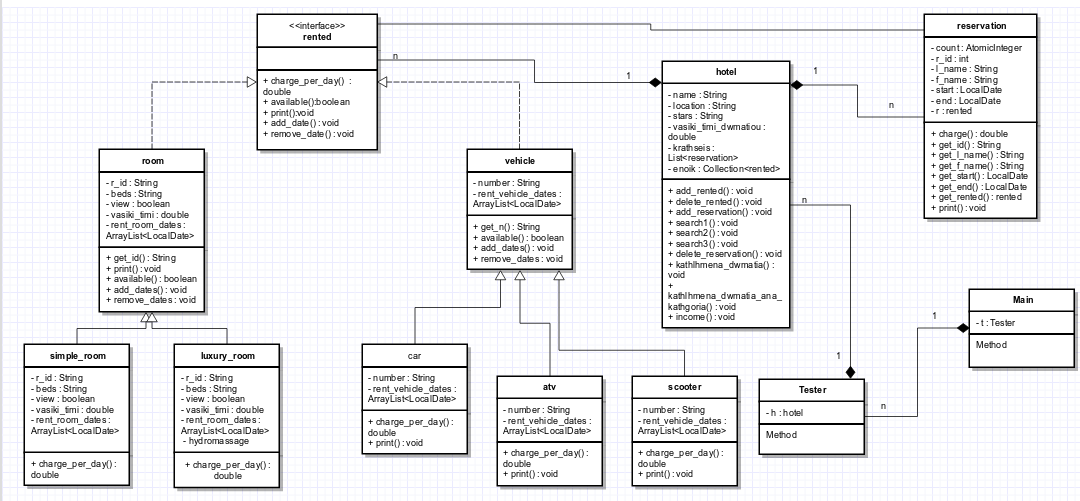 <<interface>>
rented
+ charge_per_day() :
double
+ available():boolean
+ print():void
+ add_date() : void
+ remove_date() : void
n
1
hotel
- name : String
- location : String
- stars : String
- vasiki_timi_dwmatiou :
double
- krathseis :
List<reservation>
- enoik : Collection<rented>
+ add_rented() : void
+ delete_rented() : void
+ add_reservation() : void
+ search1() : void
+ search2() : void
+ search3() : void
+ delete_reservation() : void
+ kathlhmena_dwmatia() :
void
+
kathlhmena_dwmatia_ana_
kathgoria() : void
+ income() : void
1
n
reservation
- count : AtomicInteger
- r_id : int
- l_name : String
- f_name : String
- start : LocalDate
- end : LocalDate
- r : rented
+ charge() : double
+ get_id() : String
+ get_l_name() : String
+ get_f_name() : String
+ get_start() : LocalDate
+ get_end() : LocalDate
+ get_rented() : rented
+ print() : void
room
- r_id : String
- beds : String
- view : boolean
- vasiki_timi : double
- rent_room_dates :
ArrayList<LocalDate>
+ get_id() : String
+ print() : void
+ available() : boolean
+ add_dates() : void
+ remove_dates : void
vehicle
- number : String
- rent_vehicle_dates :
ArrayList<LocalDate>
+ get_n() : String
+ available() : boolean
+ add_dates() : void
+ remove_dates : void
n
1
simple_room
- r_id : String
- beds : String
- view : boolean
- vasiki_timi : double
- rent_room_dates :
ArrayList<LocalDate>
+ charge_per_day() :
double
luxury_room
- r_id : String
- beds : String
- view : boolean
- vasiki_timi : double
- rent_room_dates :
ArrayList<LocalDate>
- hydromassage
+ charge_per_day() :
double
car
- number : String
- rent_vehicle_dates :
ArrayList<LocalDate>
+ charge_per_day() :
double
+ print() : void
atv
- number : String
- rent_vehicle_dates :
ArrayList<LocalDate>
+ charge_per_day() :
double
+ print() : void
scooter
- number : String
- rent_vehicle_dates :
ArrayList<LocalDate>
+ charge_per_day() :
double
+ print() : void
Tester
- h : hotel
Method
n
1
Main
- t : Tester
Method